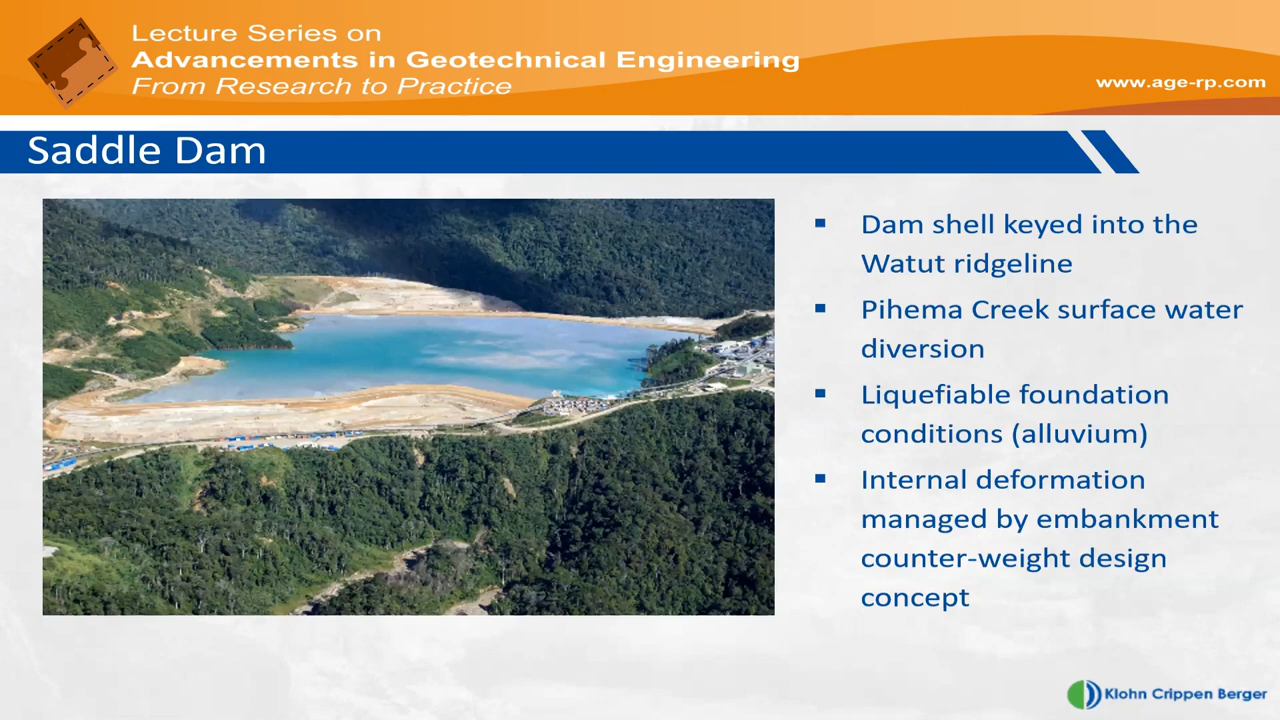 Lecture Series on
Advancements in Geotechnical Engineering
From Research to Practice
www.age-rp.com
Saddle Dam
▪ Dam shell keyed into the
Watut ridgeline
▪ Pihema Creek surface water
diversion
▪ Liquefiable foundation
conditions (alluvium)
▪ Internal deformation
managed by embankment
counter-weight design
concept
Klohn Crippen Berger